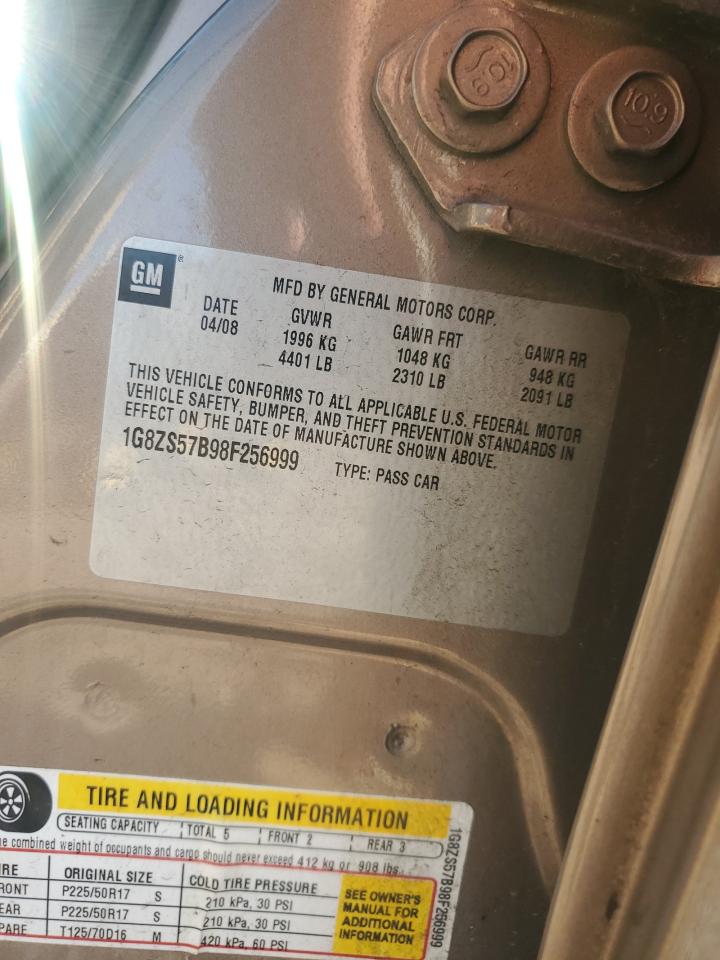 10.9
10.9
GM®
MFD BY GENERAL MOTORS CORP.
DATE GVWR GAWR FRT GAWR RR
04/08 1996 KG 1048 KG 948 KG
4401 LB 2310 LB 2091 LB
THIS VEHICLE CONFORMS TO ALL APPLICABLE U.S. FEDERAL MOTOR
VEHICLE SAFETY, BUMPER, AND THEFT PREVENTION STANDARDS IN
EFFECT ON THE DATE OF MANUFACTURE SHOWN ABOVE.
1G8ZS57B98F256999 TYPE: PASS CAR
TIRE AND LOADING INFORMATION
SEATING CAPACITY TOTAL 5 FRONT 2 REAR 3
combined weight of occupants and cargo should never exceed 412 kg or 908 lbs.
IRE ORIGINAL SIZE COLD TIRE PRESSURE
RONT P225/50R17 S 210 kPa, 30 PSI
EAR P225/50R17 S 210 kPa, 30 PSI
PARE T125/70D16 M 420 kPa, 60 PSI
SEE OWNER'S
MANUAL FOR
ADDITIONAL
INFORMATION
1G8ZS57B98F256999